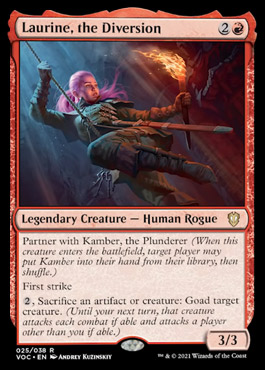 Laurine, the Diversion 2
Legendary Creature — Human Rogue
Partner with Kamber, the Plunderer (When this
creature enters the battlefield, target player may
put Kamber into their hand from their library, then
shuffle.)
First strike
2, Sacrifice an artifact or creature: Goad target
creature. (Until your next turn, that creature
attacks each combat if able and attacks a player
other than you if able.)
3/3
025/038 R
VOC • EN Andrey Kuzinskiy
™ & © 2021 Wizards of the Coast